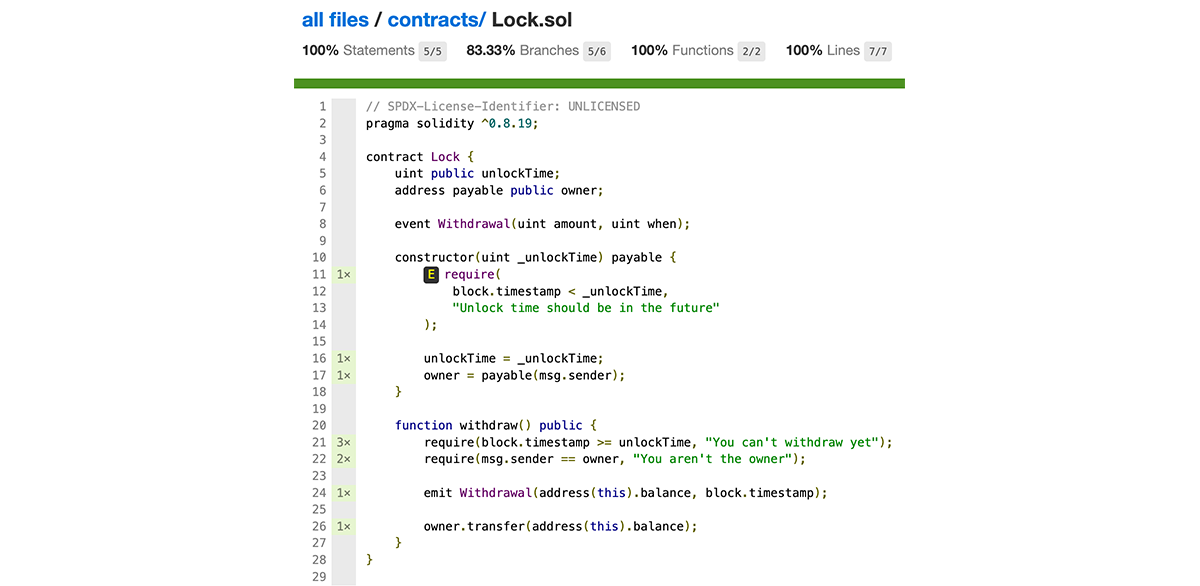 all files / contracts/ Lock.sol
100% Statements 5/5 83.33% Branches 5/6 100% Functions 2/2 100% Lines 7/7
1 // SPDX-License-Identifier: UNLICENSED
2 pragma solidity ^0.8.19;
3
4 contract Lock {
5 uint public unlockTime;
6 address payable public owner;
7
8 event Withdrawal(uint amount, uint when);
9
10 constructor(uint _unlockTime) payable {
11 1× E require(
12 block.timestamp < _unlockTime,
13 "Unlock time should be in the future"
14 );
15
16 1× unlockTime = _unlockTime;
17 1× owner = payable(msg.sender);
18 }
19
20 function withdraw() public {
21 3× require(block.timestamp >= unlockTime, "You can't withdraw yet");
22 2× require(msg.sender == owner, "You aren't the owner");
23
24 1× emit Withdrawal(address(this).balance, block.timestamp);
25
26 1× owner.transfer(address(this).balance);
27 }
28 }
29